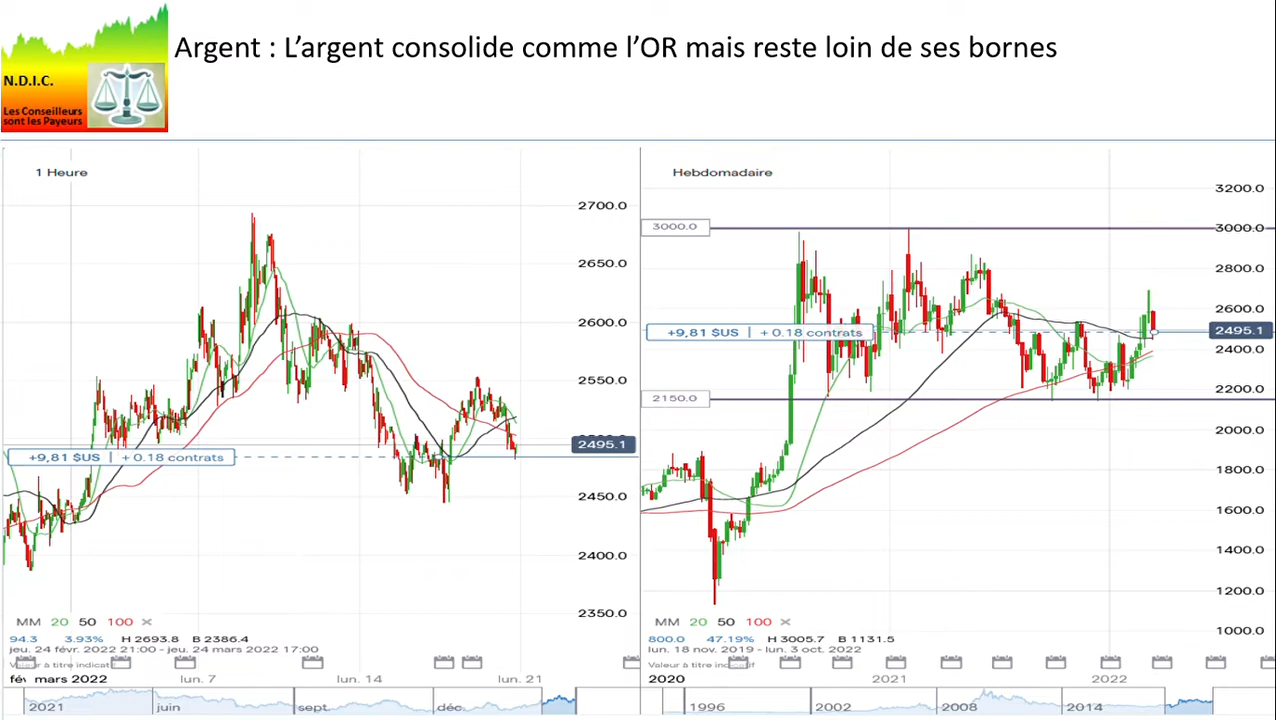 Argent : L’argent consolide comme l’OR mais reste loin de ses bornes
N.D.I.C.
Les Conseilleurs
sont les Payeurs
1 Heure
2700.0
2650.0
2600.0
2550.0
2495.1
+9,81 $US | + 0.18 contrats
2450.0
2400.0
2350.0
MM 20 50 100
94.3 3.93% H 2693.8 B 2386.4
jeu. 24 févr. 2022 21:00 - jeu. 24 mars 2022 17:00
Valeur à titre indicatif
mars 2022 lun. 7 lun. 14 lun. 21
2021 juin sept. déc.
Hebdomadaire
3200.0
3000.0 3000.0
2800.0
2600.0
+9,81 $US | + 0.18 contrats 2495.1
2400.0
2200.0
2150.0
2000.0
1800.0
1600.0
1400.0
1200.0
1000.0
MM 20 50 100
800.0 47.19% H 3005.7 B 1131.5
lun. 18 nov. 2019 - lun. 3 oct. 2022
Valeur à titre indicatif
2020 2021 2022
1996 2002 2008 2014